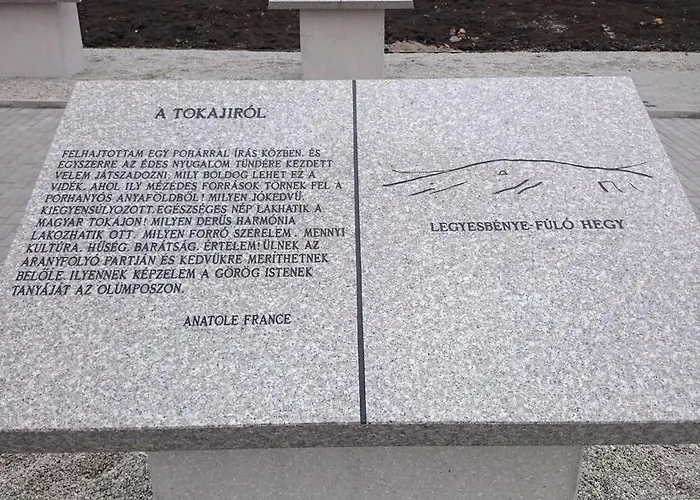 A TOKAJIRÓL
FELHAJTOTTAM EGY POHÁRRAL ÍRÁS KÖZBEN, ÉS
EGYSZERRE AZ ÉDES NYUGALOM TÜNDÉRE KEZDETT
VELEM JÁTSZADOZNI. MILY BOLDOG LEHET EZ A
VIDÉK, AHOL ILY MÉZÉDES FORRÁSOK TÖRNEK FEL A
PORHANYÓS ANYAFÖLDBŐL! MILYEN JÓKEDVŰ,
KIEGYENSÚLYOZOTT, EGÉSZSÉGES NÉP LAKHATIK A
MAGYAR TOKAJON! MILYEN DERŰS HARMÓNIA
LAKOZHATIK OTT, MILYEN FORRÓ SZERELEM, MENNYI
KULTÚRA, HŰSÉG, BARÁTSÁG, ÉRTELEM! ÜLNEK AZ
ARANYFOLYÓ PARTJÁN ÉS KEDVÜKRE MERÍTHETNEK
BELŐLE. ILYENNEK KÉPZELEM A GÖRÖG ISTENEK
TANYÁJÁT AZ OLÜMPOSZON.
ANATOLE FRANCE
LEGYESBÉNYE-FÚLÓ HEGY